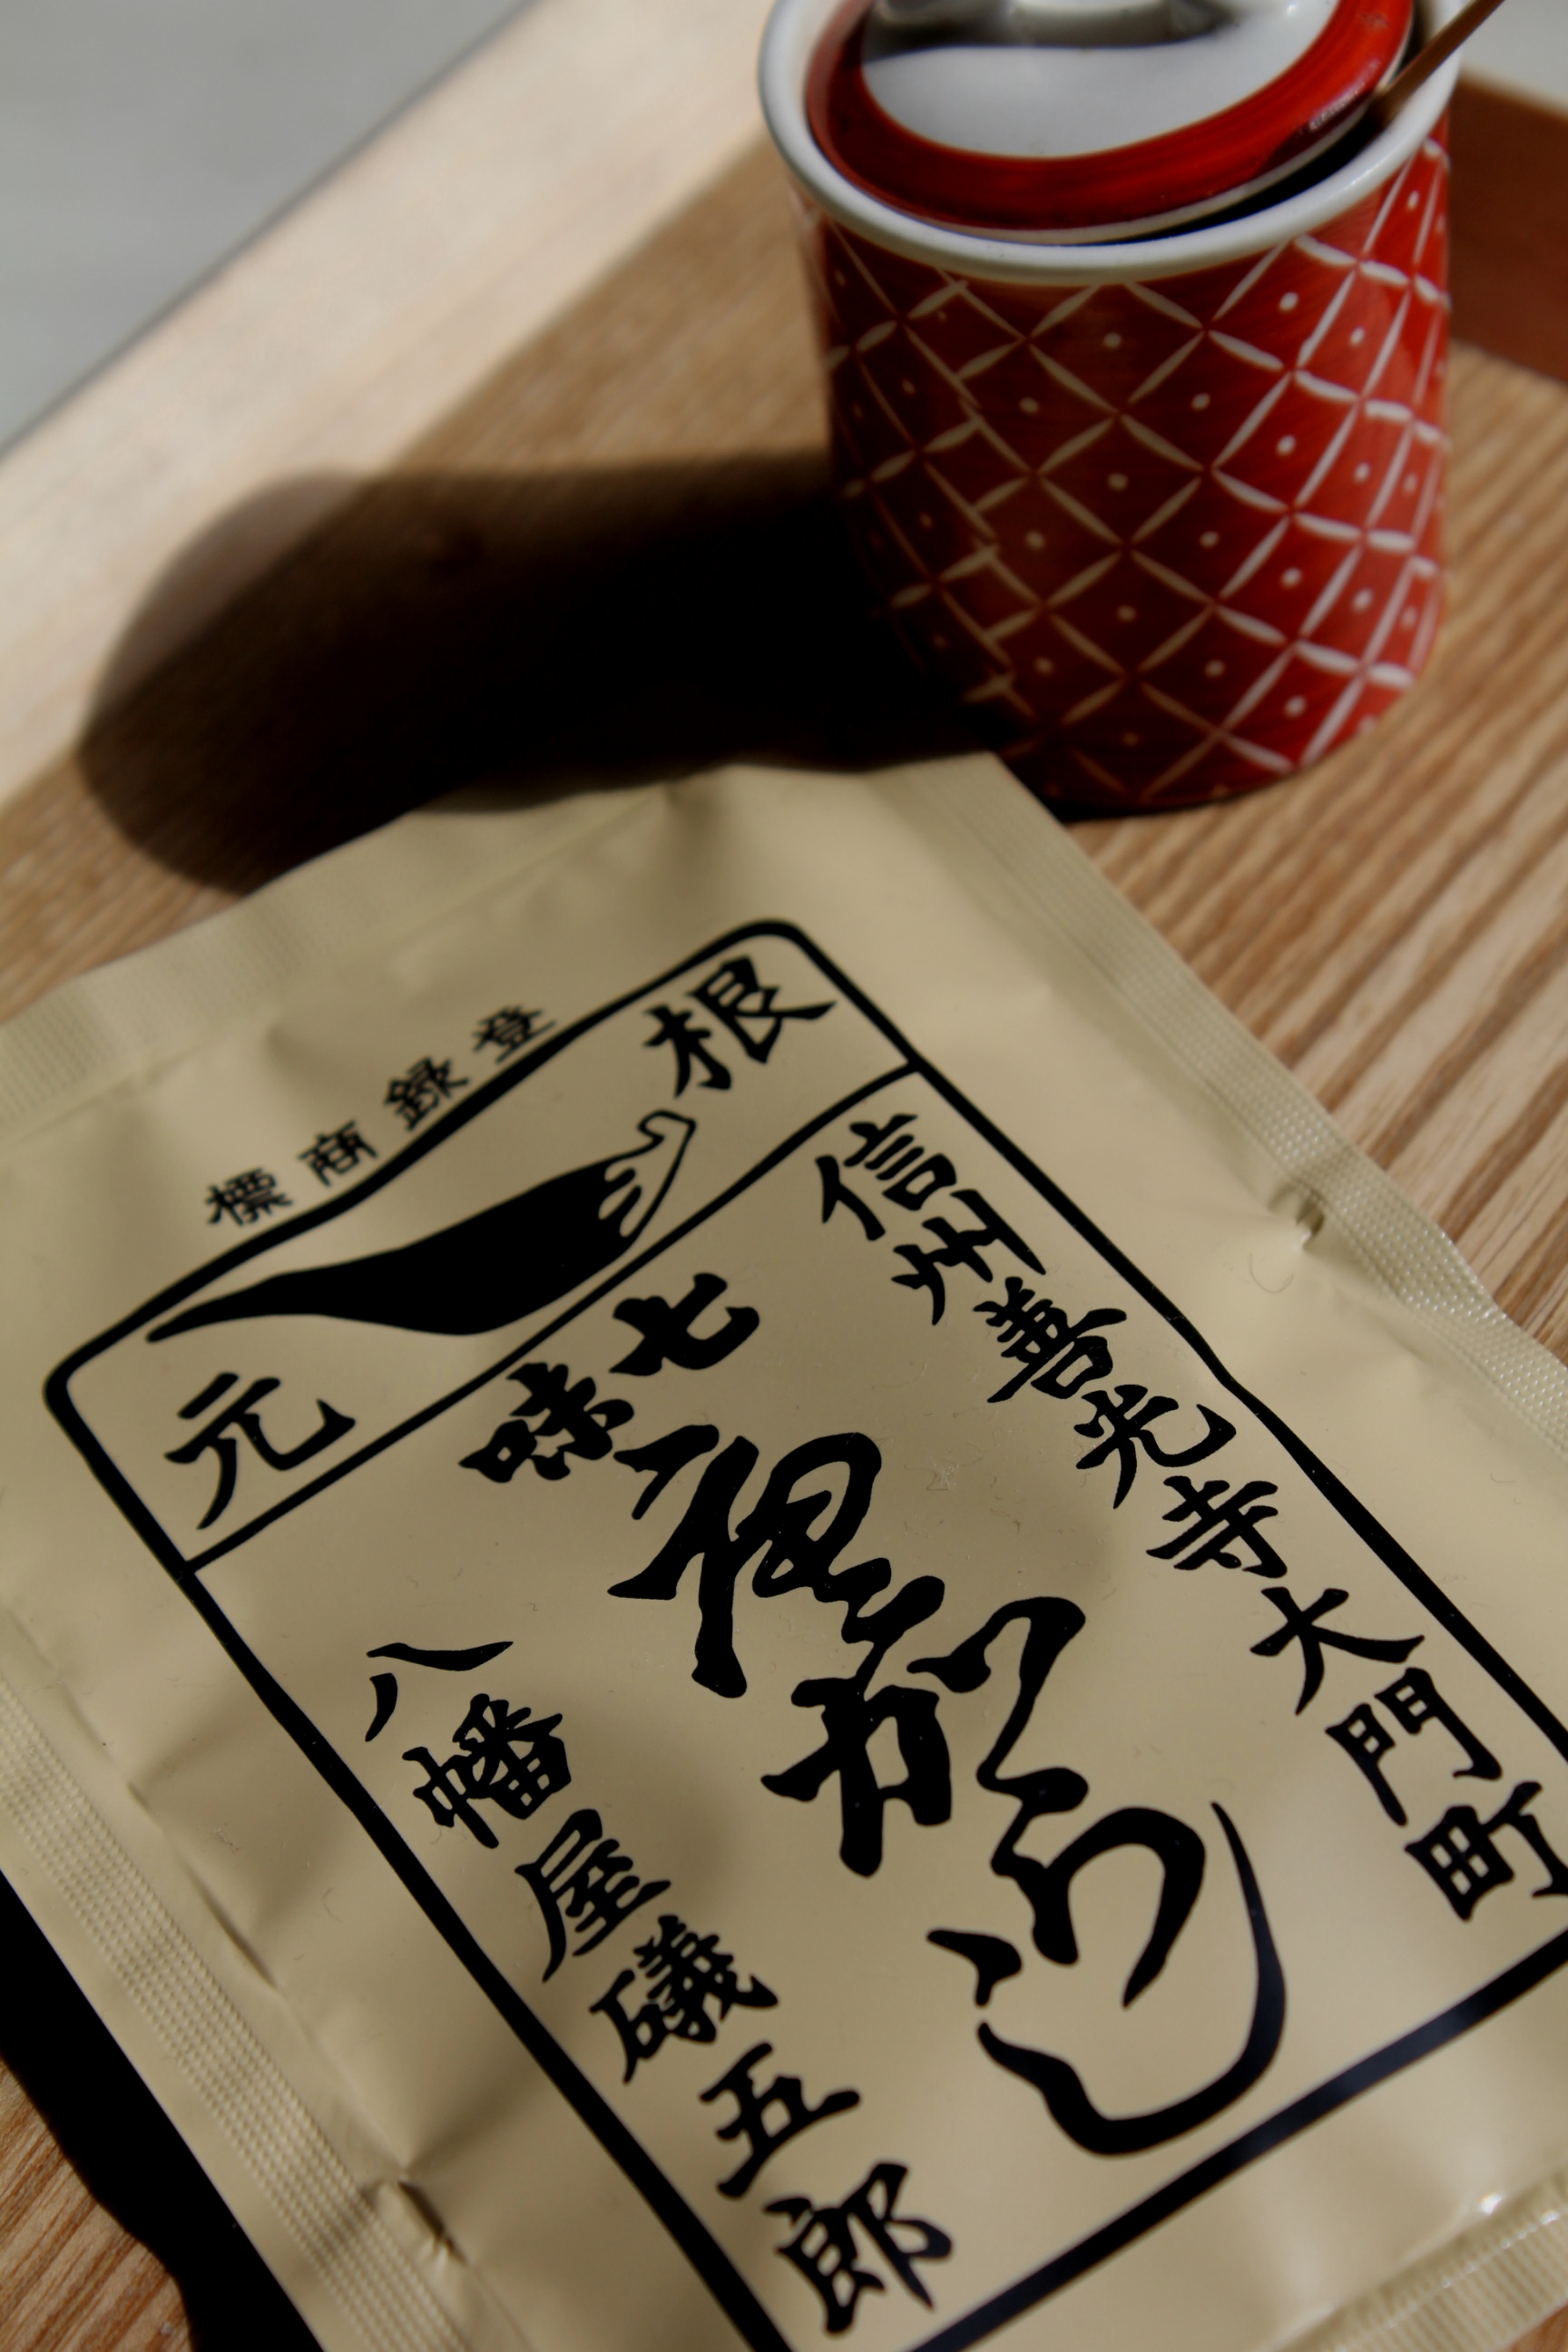 登録商標
根元
信州善光寺大門町
七味唐からし
八幡屋礒五郎